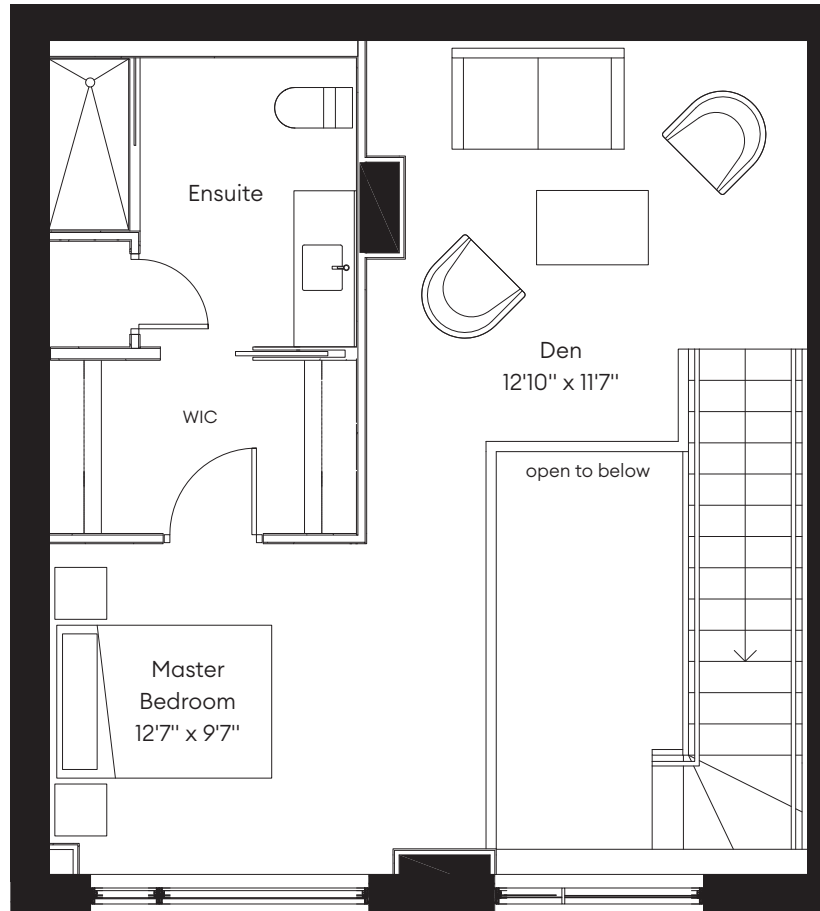 Ensuite
Den
12'10" x 11'7"
WIC
open to below
Master
Bedroom
12'7" x 9'7"